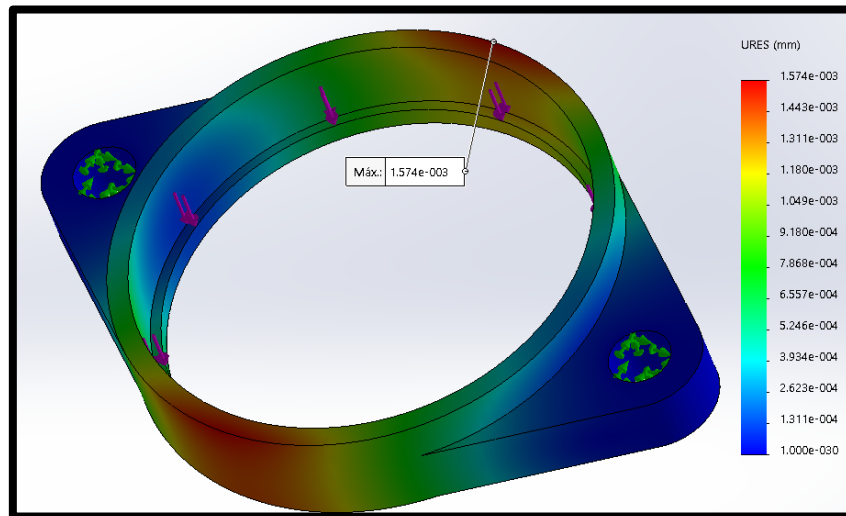 URES (mm)
1.574e-003
1.443e-003
1.311e-003
1.180e-003
1.049e-003
9.180e-004
7.868e-004
6.557e-004
5.246e-004
3.934e-004
2.623e-004
1.311e-004
1.000e-030
Máx.: 1.574e-003